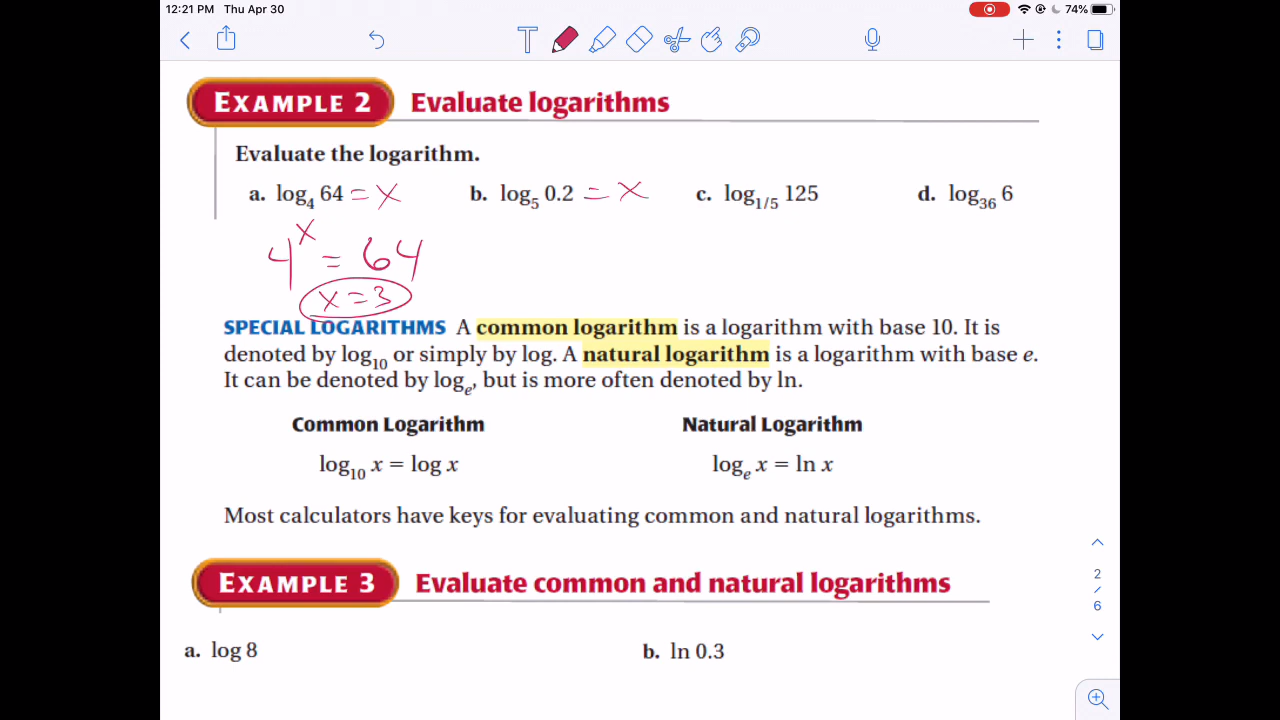 12:21 PM Thu Apr 30 74%
EXAMPLE 2 Evaluate logarithms
Evaluate the logarithm.
a. log₄ 64 = x b. log₅ 0.2 = x c. log₁/₅ 125 d. log₃₆ 6
4ˣ = 64
x = 3
SPECIAL LOGARITHMS A common logarithm is a logarithm with base 10. It is
denoted by log₁₀ or simply by log. A natural logarithm is a logarithm with base e.
It can be denoted by logₑ, but is more often denoted by ln.
Common Logarithm Natural Logarithm
log₁₀ x = log x logₑ x = ln x
Most calculators have keys for evaluating common and natural logarithms.
2
/
6
EXAMPLE 3 Evaluate common and natural logarithms
a. log 8 b. ln 0.3